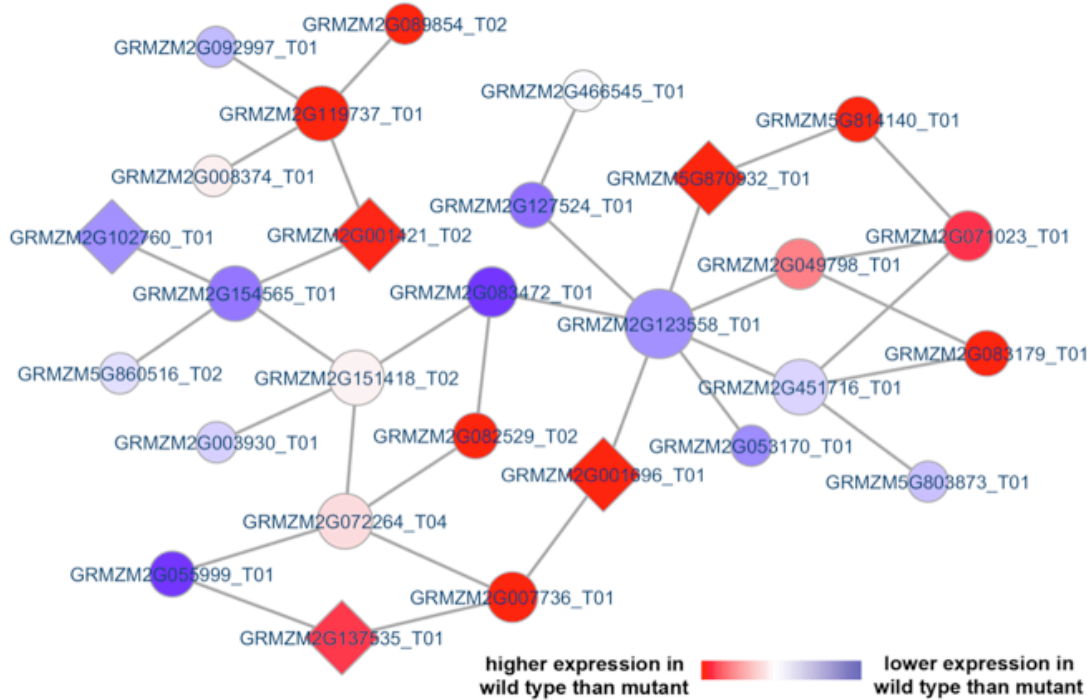 GRMZM2G089854_T02
GRMZM2G092997_T01
GRMZM2G466545_T01
GRMZM2G119737_T01
GRMZM5G814140_T01
GRMZM2G008374_T01
GRMZM5G870932_T01
GRMZM2G127524_T01
GRMZM2G102760_T01
GRMZM2G001421_T02
GRMZM2G071023_T01
GRMZM2G049798_T01
GRMZM2G154565_T01
GRMZM2G083472_T01
GRMZM2G123558_T01
GRMZM2G083179_T01
GRMZM5G860516_T02
GRMZM2G151418_T02
GRMZM2G451716_T01
GRMZM2G003930_T01
GRMZM2G082529_T02
GRMZM2G053170_T01
GRMZM2G001696_T01
GRMZM5G803873_T01
GRMZM2G072264_T04
GRMZM2G055999_T01
GRMZM2G007736_T01
GRMZM2G137535_T01
higher expression in
wild type than mutant
lower expression in
wild type than mutant